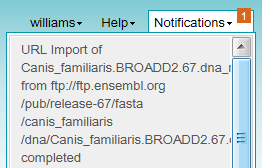 williams Help Notifications 1
URL Import of
Canis_familiaris.BROADD2.67.dna_
from ftp://ftp.ensembl.org
/pub/release-67/fasta
/canis_familiaris
/dna/Canis_familiaris.BROADD2.67.
completed